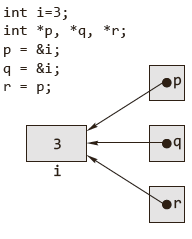 int i=3;
int *p, *q, *r;
p = &i;
q = &i;
r = p;
p
3
q
i
r